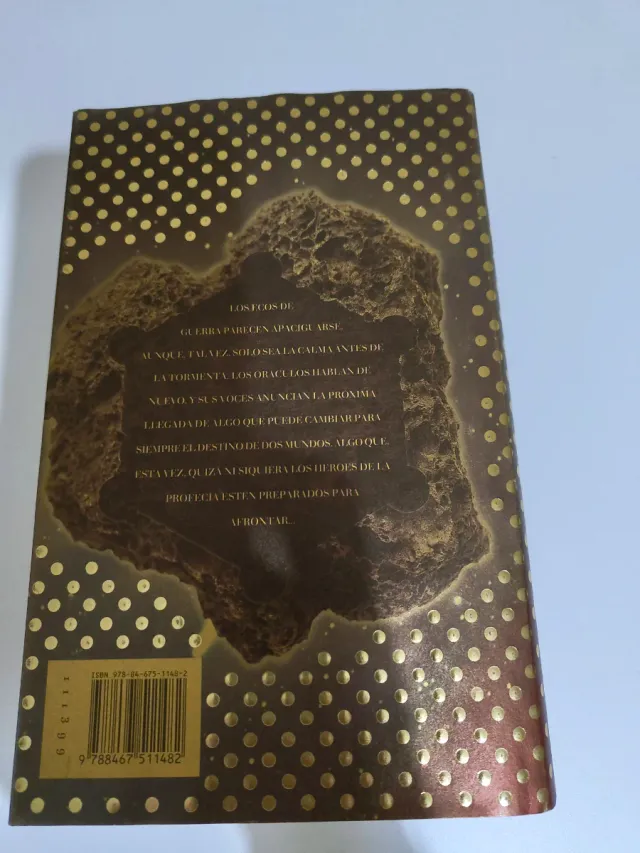 LOS ECOS DE
GUERRA PARECEN APACIGUARSE.
AUNQUE, TAL VEZ, SOLO SEA LA CALMA ANTES DE
LA TORMENTA. LOS ORÁCULOS HABLAN DE
NUEVO, Y SUS VOCES ANUNCIAN LA PRÓXIMA
LLEGADA DE ALGO QUE PUEDE CAMBIAR PARA
SIEMPRE EL DESTINO DE DOS MUNDOS. ALGO QUE,
ESTA VEZ, QUIZÁ NI SIQUIERA LOS HÉROES DE LA
PROFECÍA ESTÉN PREPARADOS PARA
AFRONTAR...
ISBN 978-84-675-1148-2
9 788467 511482
111399